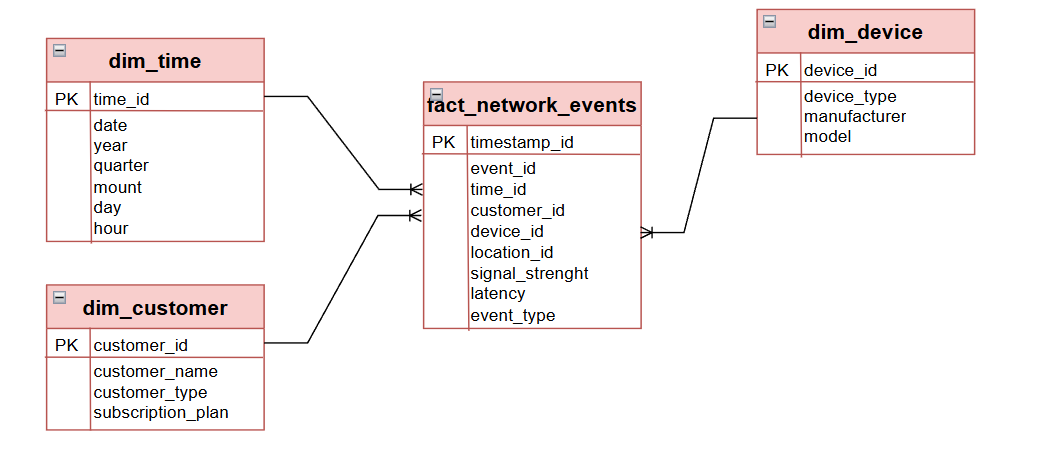 dim_time
PK time_id
date
year
quarter
mount
day
hour
dim_customer
PK customer_id
customer_name
customer_type
subscription_plan
fact_network_events
PK timestamp_id
event_id
time_id
customer_id
device_id
location_id
signal_strenght
latency
event_type
dim_device
PK device_id
device_type
manufacturer
model